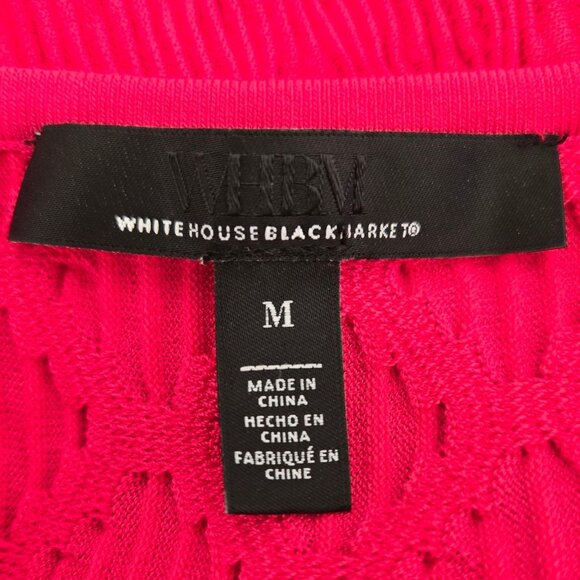 WHBM
WHITE HOUSE BLACK MARKET®
M
MADE IN
CHINA
HECHO EN
CHINA
FABRIQUÉ EN
CHINE